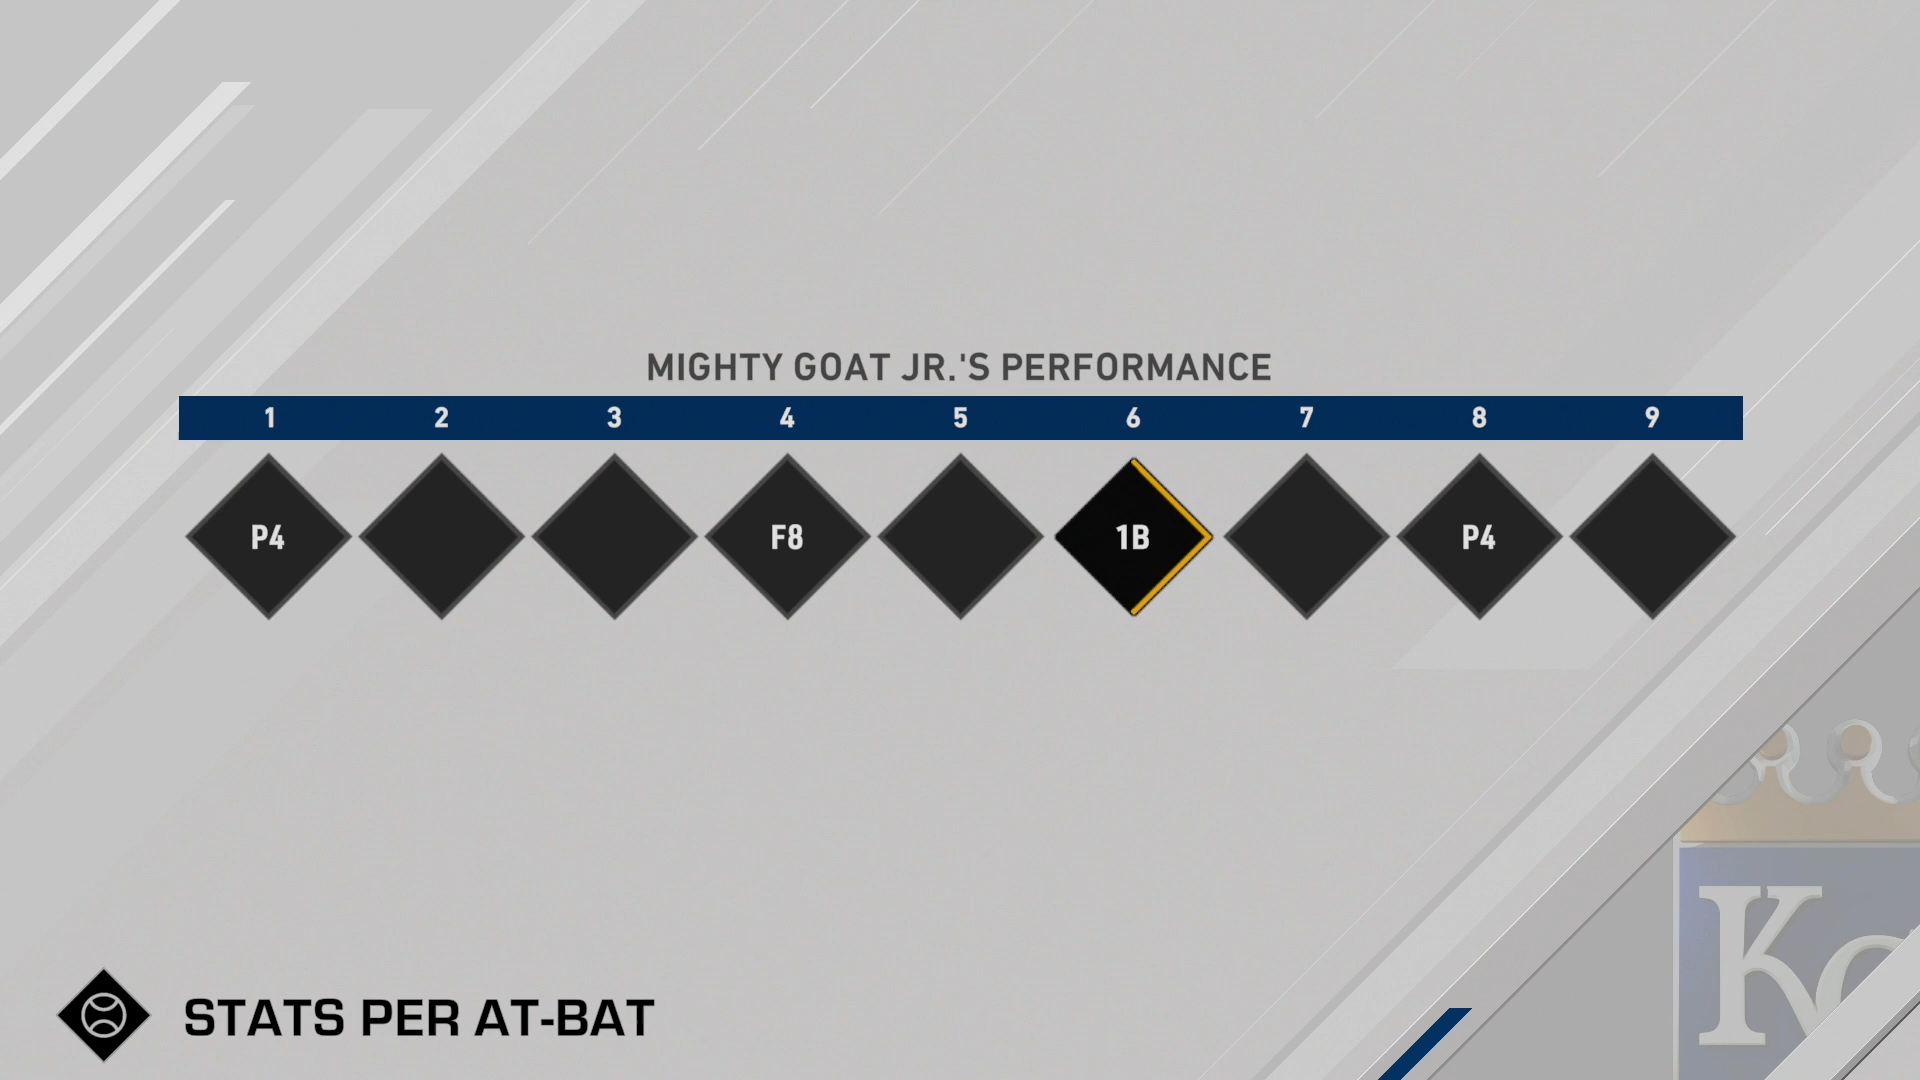 MIGHTY GOAT JR.'S PERFORMANCE
1 2 3 4 5 6 7 8 9
P4 F8 1B P4
STATS PER AT-BAT